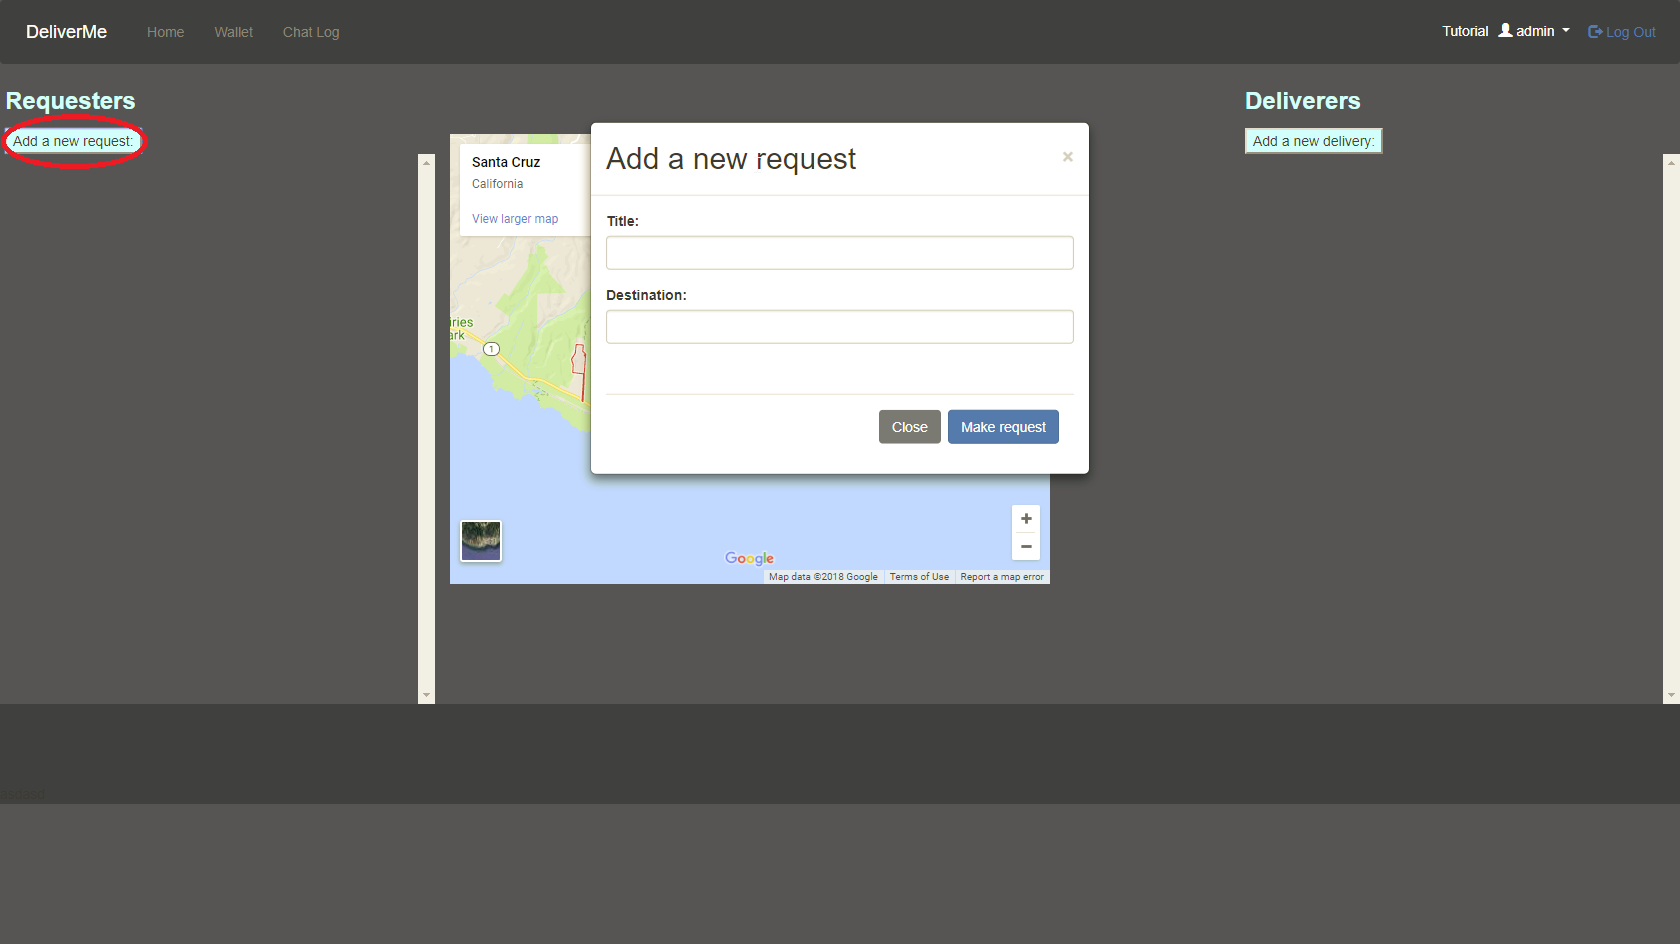 DeliverMe Home Wallet Chat Log Tutorial admin Log Out
Requesters
Add a new request:
Santa Cruz
California
View larger map
iries
ark
1
Google
Map data ©2018 Google Terms of Use Report a map error
Add a new request ×
Title:
Destination:
Close Make request
Deliverers
Add a new delivery: